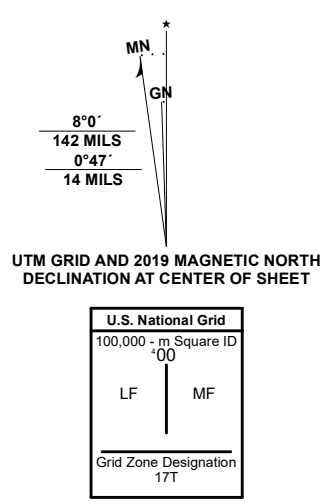 ★
MN
GN
8°0´
142 MILS
0°47´
14 MILS
UTM GRID AND 2019 MAGNETIC NORTH
DECLINATION AT CENTER OF SHEET
U.S. National Grid
100,000 - m Square ID
⁴00
LF MF
Grid Zone Designation
17T